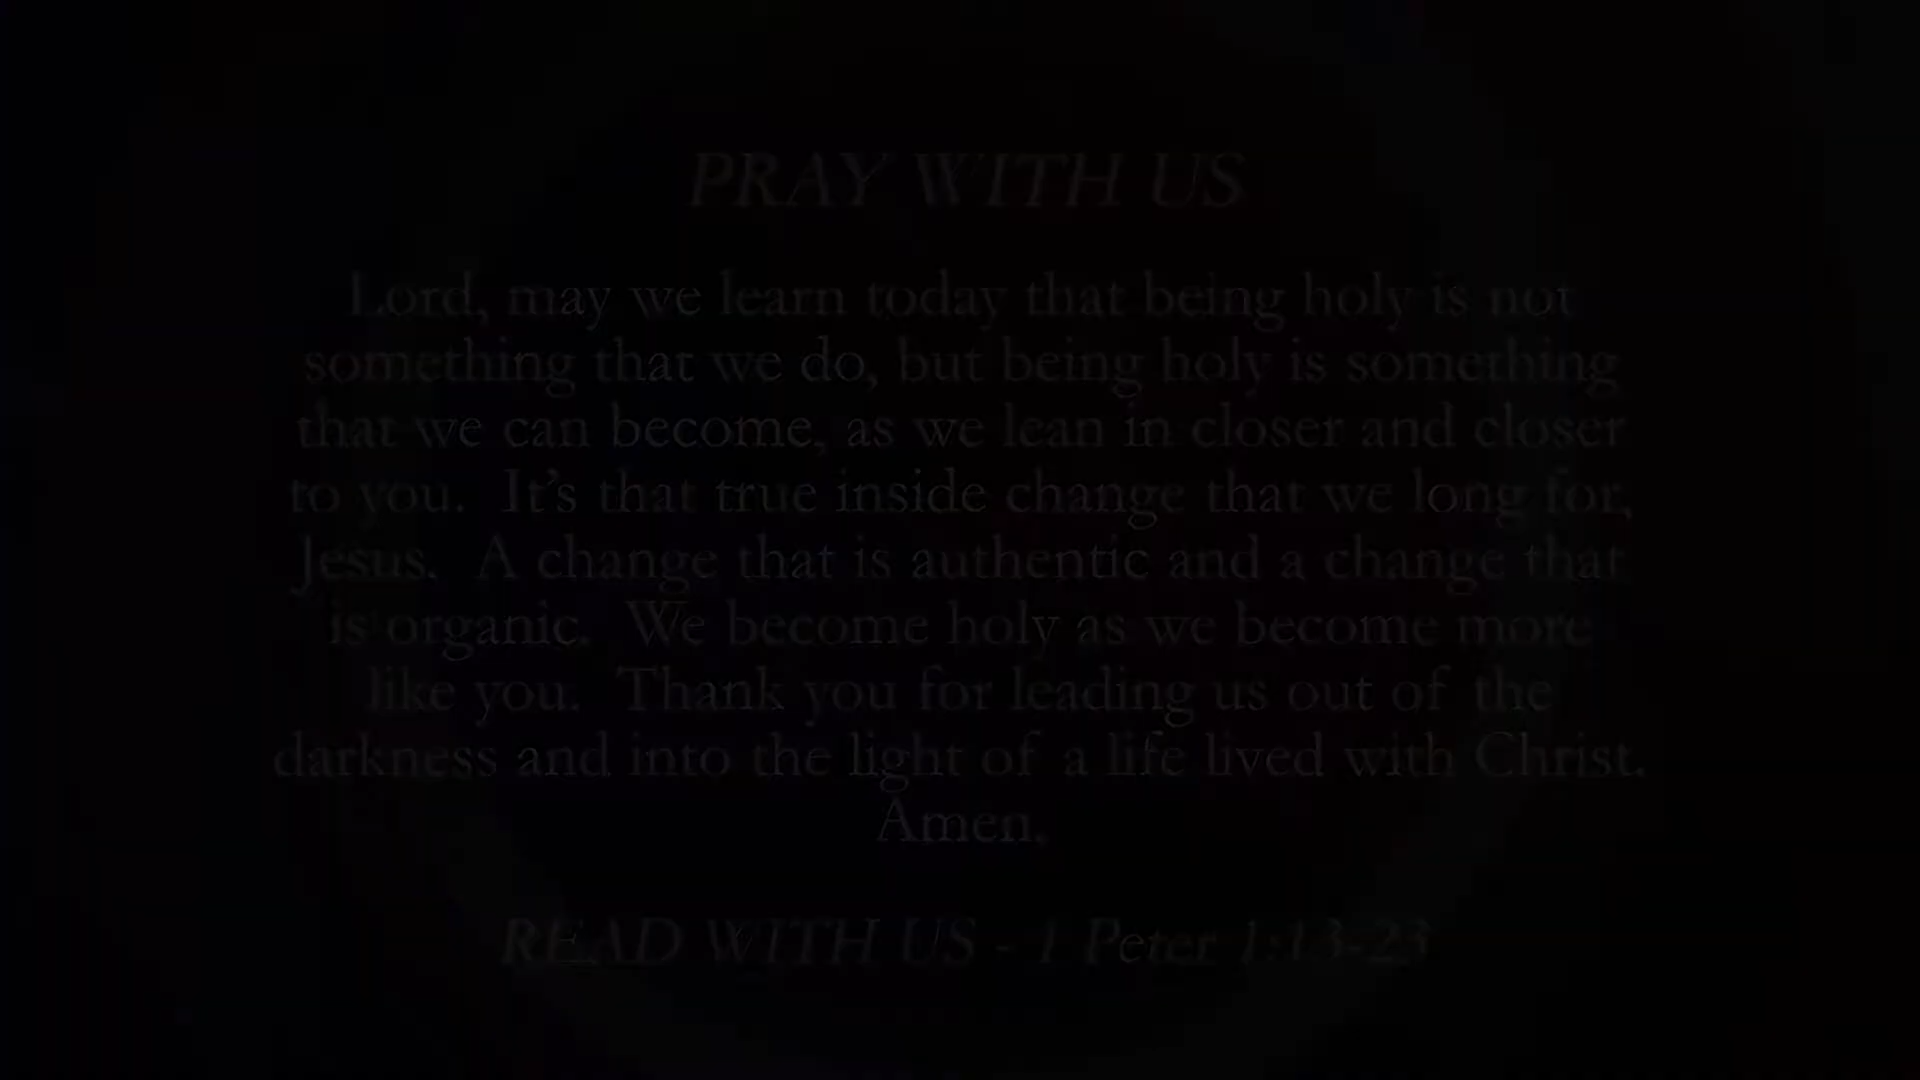 PRAY WITH US
Lord, may we learn today that being holy is not
something that we do, but being holy is something
that we can become, as we lean in closer and closer
to you.  It’s that true inside change that we long for,
Jesus.  A change that is authentic and a change that
is organic.  We become holy as we become more
like you.  Thank you for leading us out of the
darkness and into the light of a life lived with Christ.
Amen.
READ WITH US - 1 Peter 1:13-23